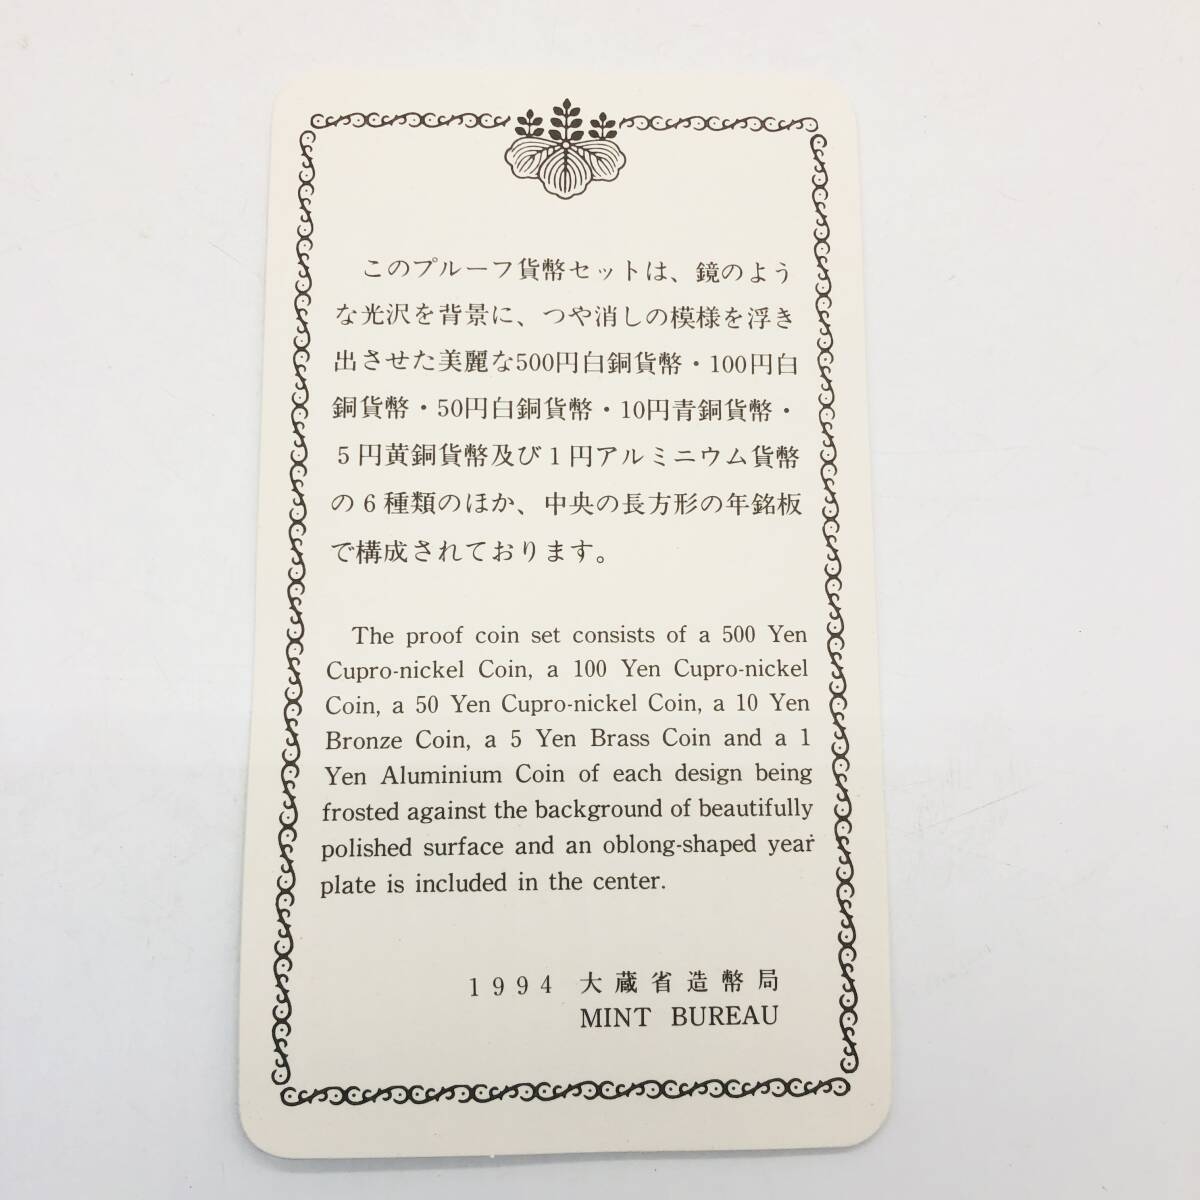 このプルーフ貨幣セットは、鏡のよう
な光沢を背景に、つや消しの模様を浮き
出させた美麗な500円白銅貨幣・100円白
銅貨幣・50円白銅貨幣・10円青銅貨幣・
5円黄銅貨幣及び1円アルミニウム貨幣
の6種類のほか、中央の長方形の年銘板
で構成されております。
The proof coin set consists of a 500 Yen
Cupro-nickel Coin, a 100 Yen Cupro-nickel
Coin, a 50 Yen Cupro-nickel Coin, a 10 Yen
Bronze Coin, a 5 Yen Brass Coin and a 1
Yen Aluminium Coin of each design being
frosted against the background of beautifully
polished surface and an oblong-shaped year
plate is included in the center.
1994 大蔵省造幣局
MINT BUREAU